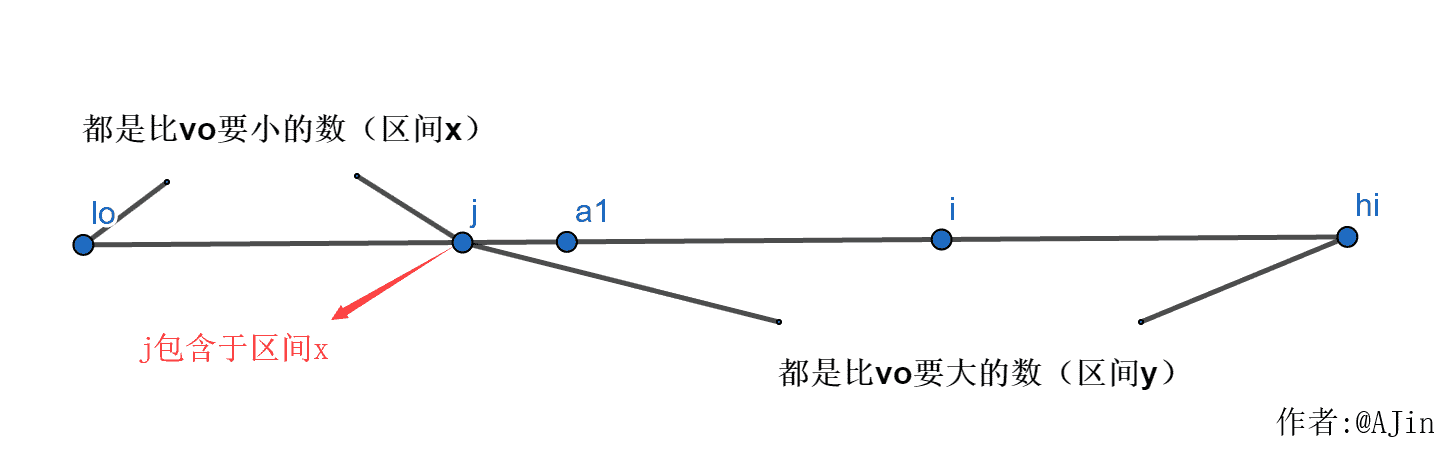 都是比vo要小的数（区间x）
lo
j
a1
i
hi
j包含于区间x
都是比vo要大的数（区间y）
作者:@AJin